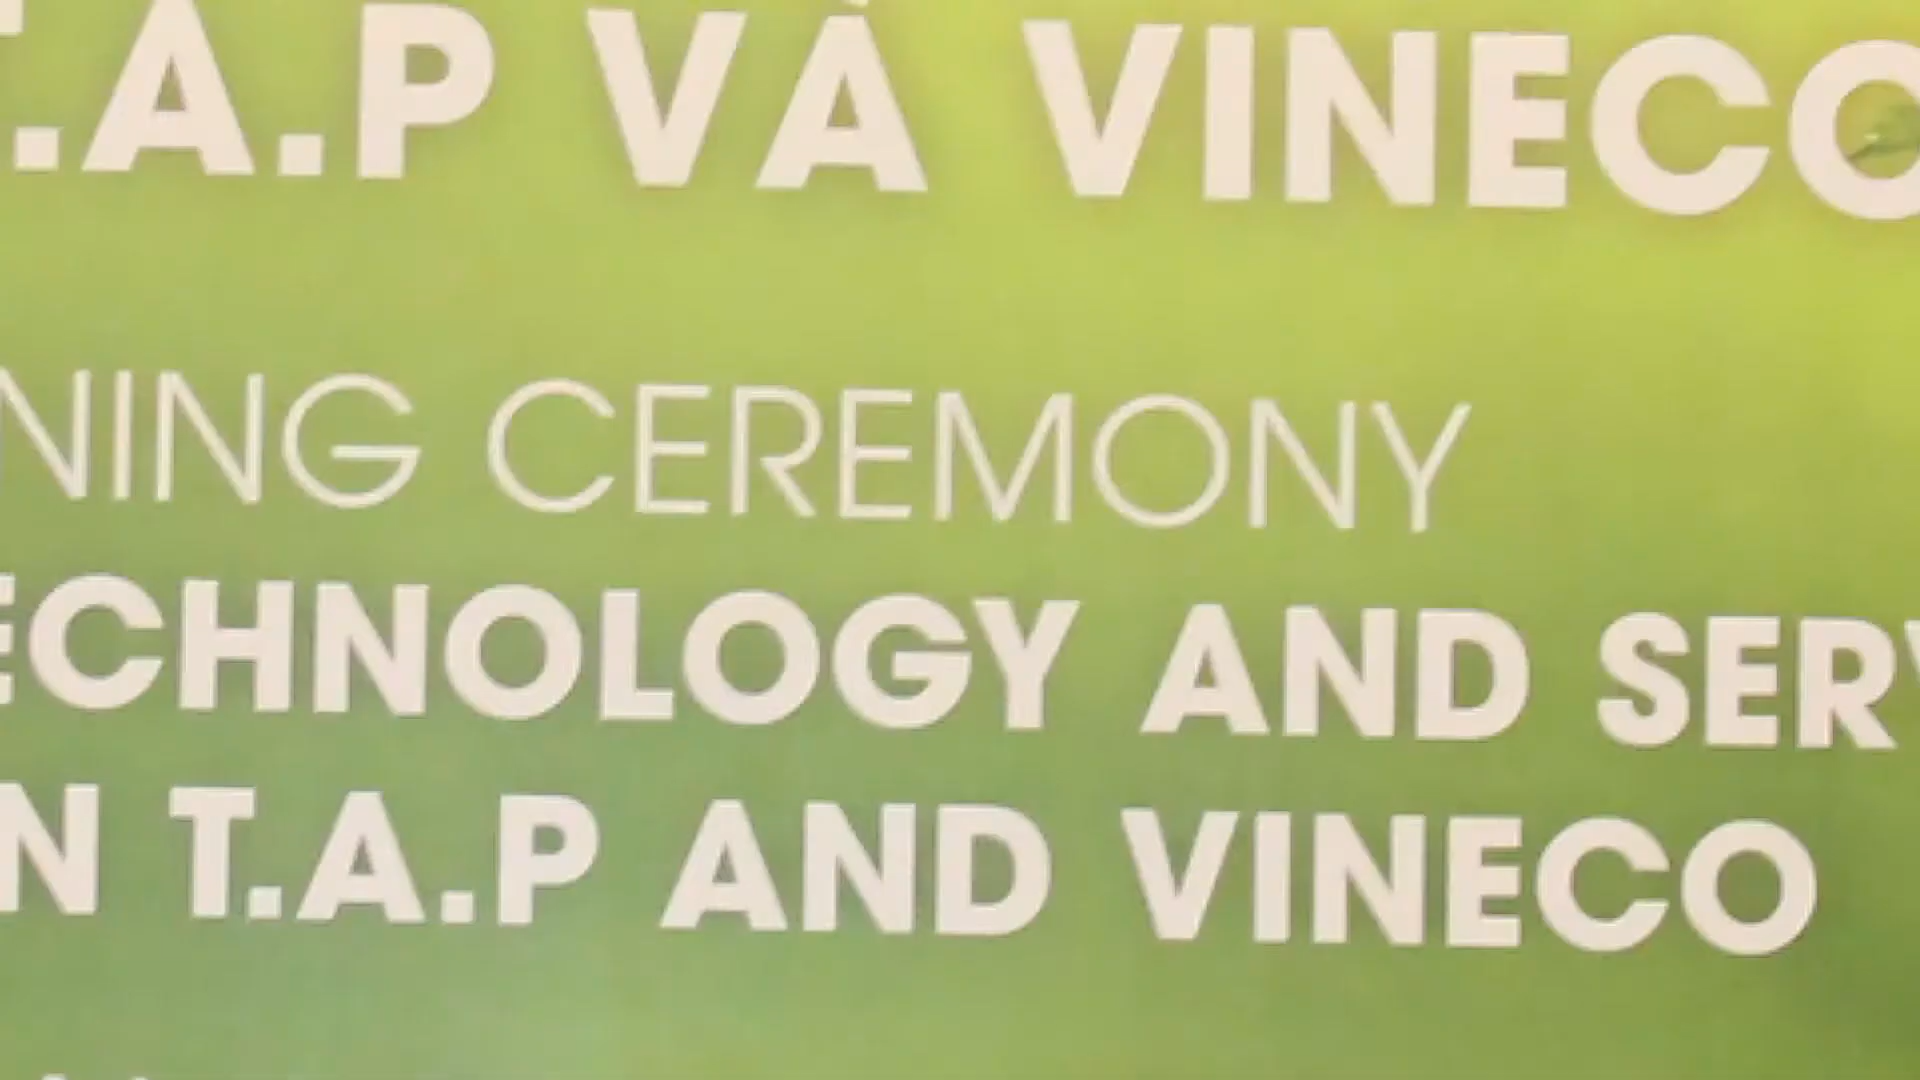 T.A.P VÀ VINECO
NING CEREMONY
ECHNOLOGY AND SERV
N T.A.P AND VINECO